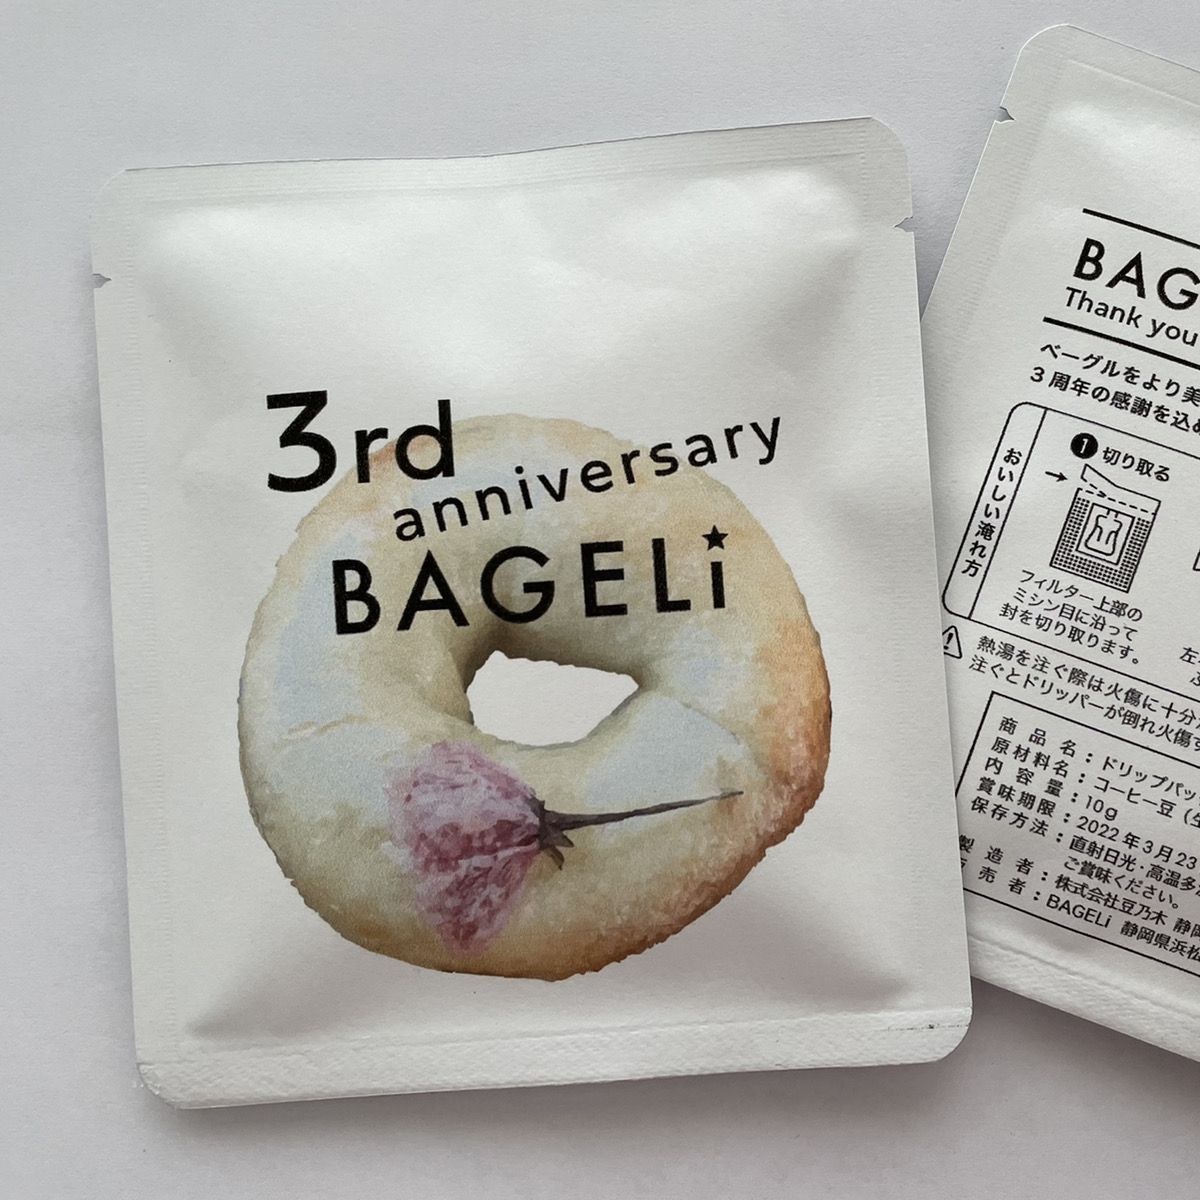 3rd
anniversary
BAGELi
BAG
Thank you
ベーグルをより美
3周年の感謝を込め
おいしい淹れ方
1 切り取る
フィルター上部の
ミシン目に沿って
封を切り取ります。
左
熱湯を注ぐ際は火傷に十分
注ぐとドリッパーが倒れ火傷す
商品名：ドリップバッ
原材料名：コーヒー豆（生
内容量：10g
賞味期限：2022年3月23
保存方法：直射日光・高温多
ご賞味ください。
製造者：株式会社豆乃木 静岡
売者：BAGELi 静岡県浜松